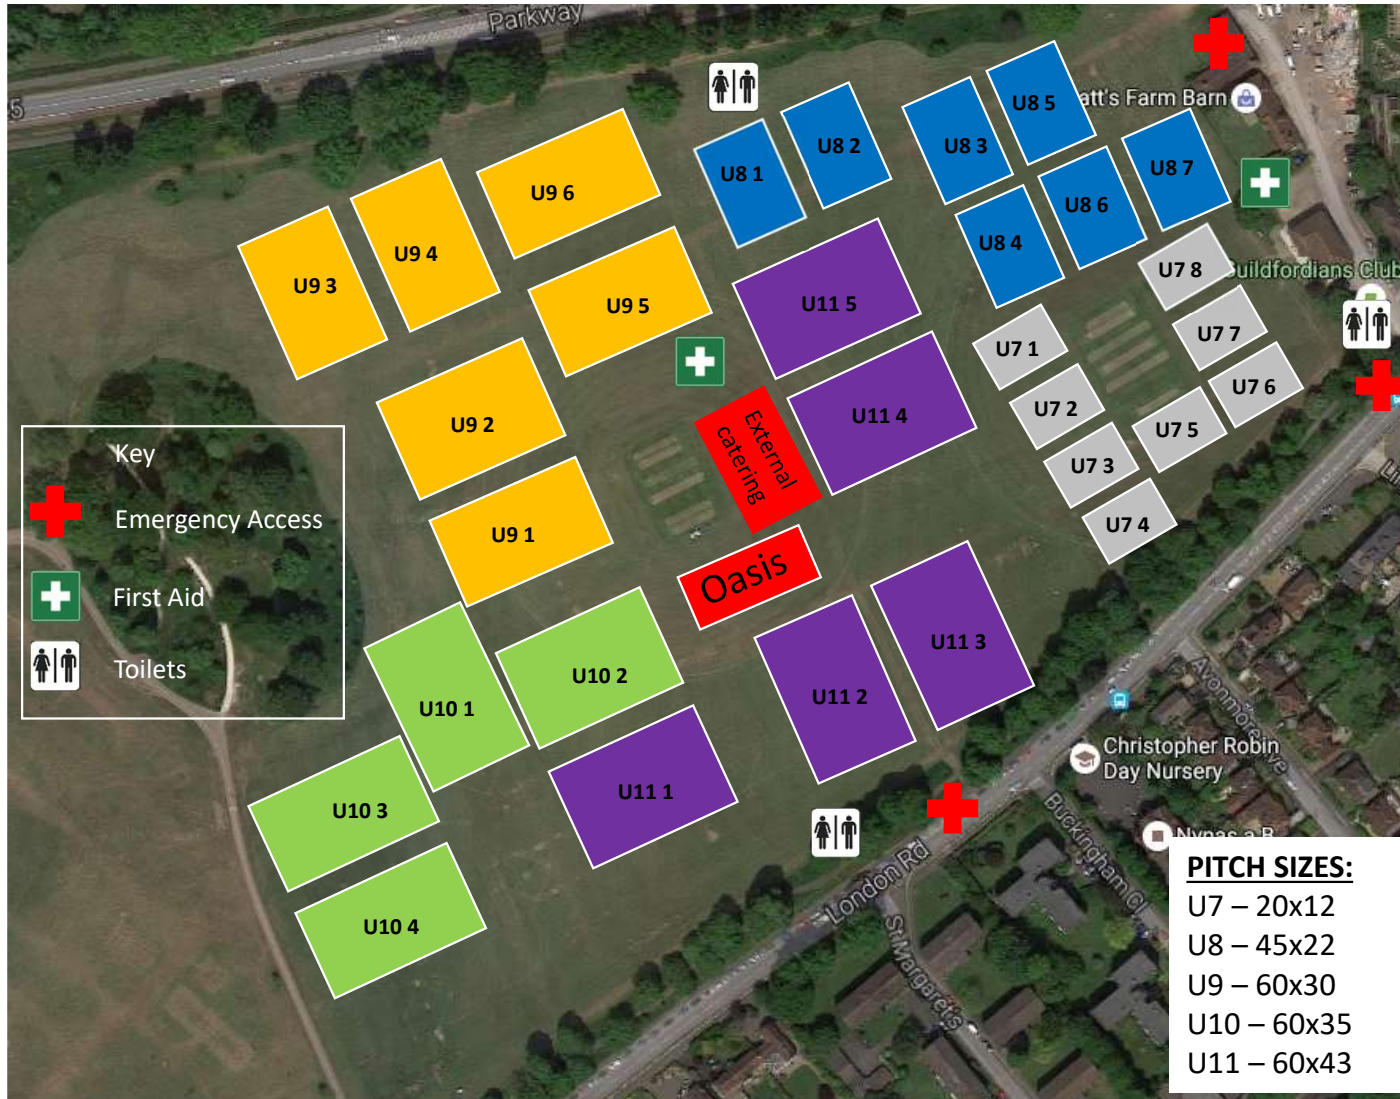 Parkway
5
att's Farm Barn
U8 5
U8 3
U8 2
U8 1
U8 7
U8 6
U8 4
U9 6
U9 4
U9 3
U9 5
U11 5
U7 8
Guildfordians Club
U7 7
U7 1
U7 6
U7 2
U7 5
U7 3
U7 4
U11 4
External
catering
U9 2
U9 1
Key
Emergency Access
First Aid
Toilets
Oasis
U11 3
U11 2
U10 2
U10 1
U11 1
U10 3
U10 4
Avonmore Ave
Christopher Robin
Day Nursery
Buckingham Cl
London Rd
St Margaret's
PITCH SIZES:
U7 – 20x12
U8 – 45x22
U9 – 60x30
U10 – 60x35
U11 – 60x43